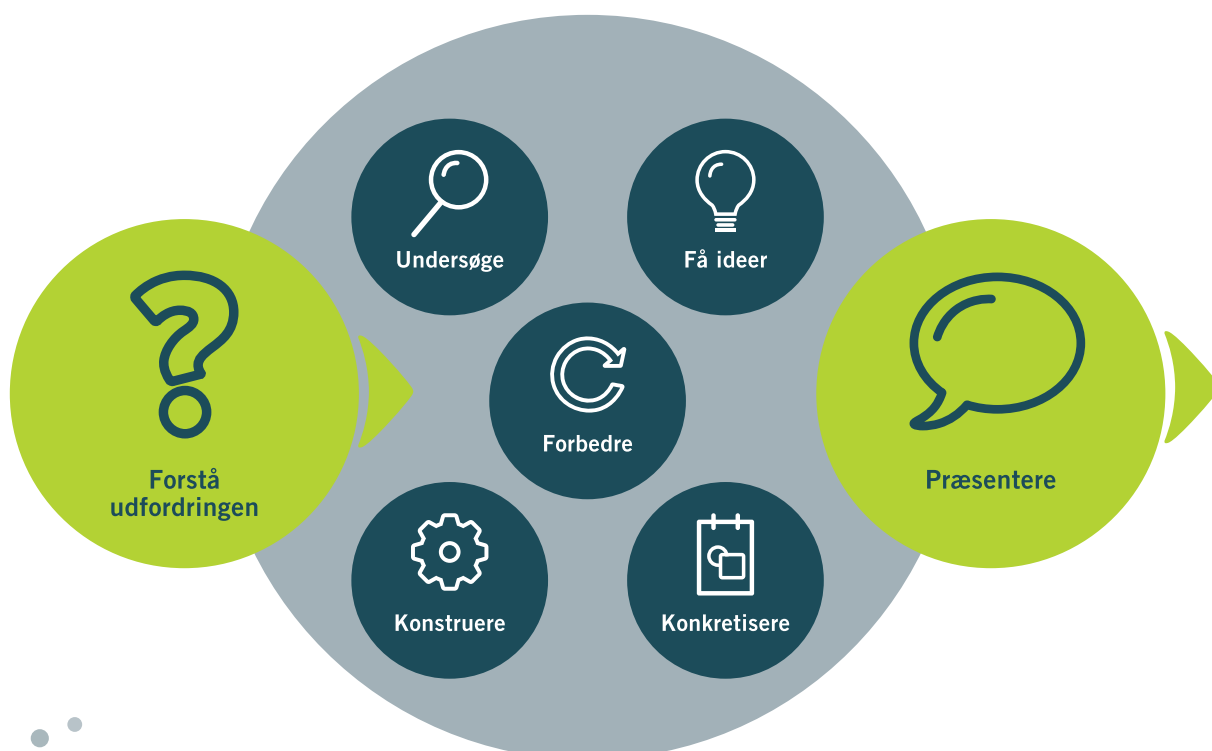 Undersøge
Få ideer
Forstå
udfordringen
Forbedre
Præsentere
Konstruere
Konkretisere